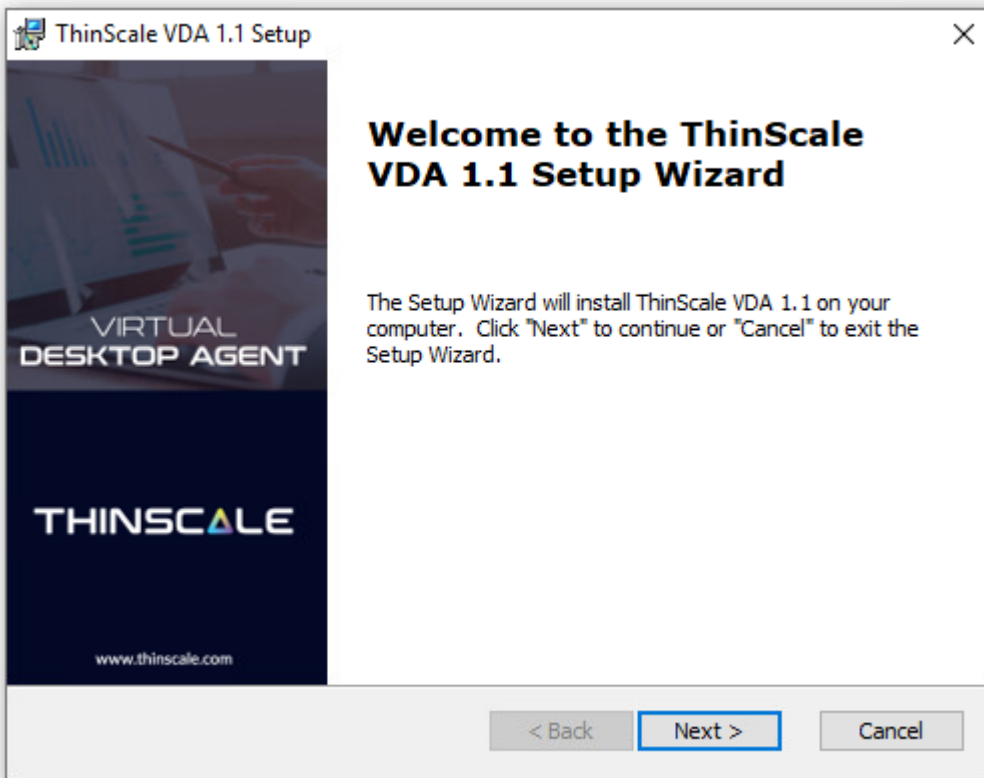 ThinScale VDA 1.1 Setup
Welcome to the ThinScale
VDA 1.1 Setup Wizard
The Setup Wizard will install ThinScale VDA 1.1 on your
computer.  Click "Next" to continue or "Cancel" to exit the
Setup Wizard.
VIRTUAL
DESKTOP AGENT
THINSCALE
www.thinscale.com
< Back
Next >
Cancel